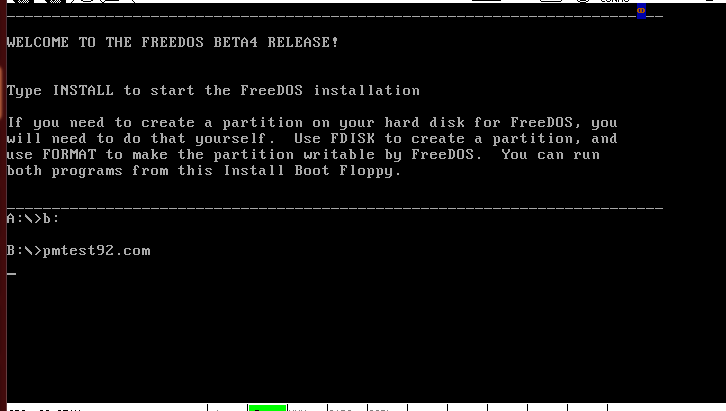 WELCOME TO THE FREEDOS BETA4 RELEASE!
Type INSTALL to start the FreeDOS installation
If you need to create a partition on your hard disk for FreeDOS, you
will need to do that yourself.  Use FDISK to create a partition, and
use FORMAT to make the partition writable by FreeDOS.  You can run
both programs from this Install Boot Floppy.
A:\>b:
B:\>pmtest92.com